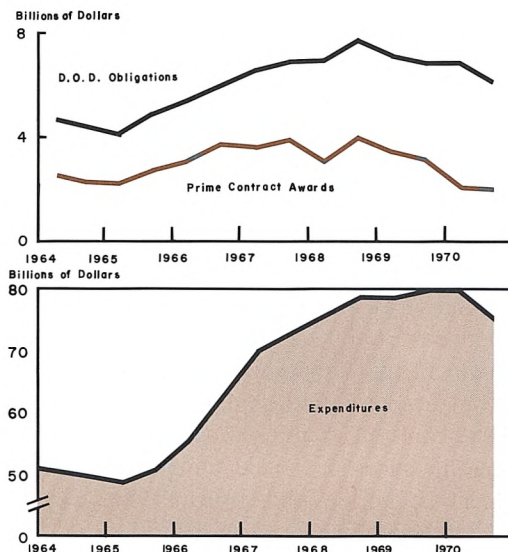 Billions of Dollars
8
D.O.D. Obligations
4
Prime Contract Awards
0
1964 1965 1966 1967 1968 1969 1970
Billions of Dollars
80
70
60
Expenditures
50
0
1964 1965 1966 1967 1968 1969 1970